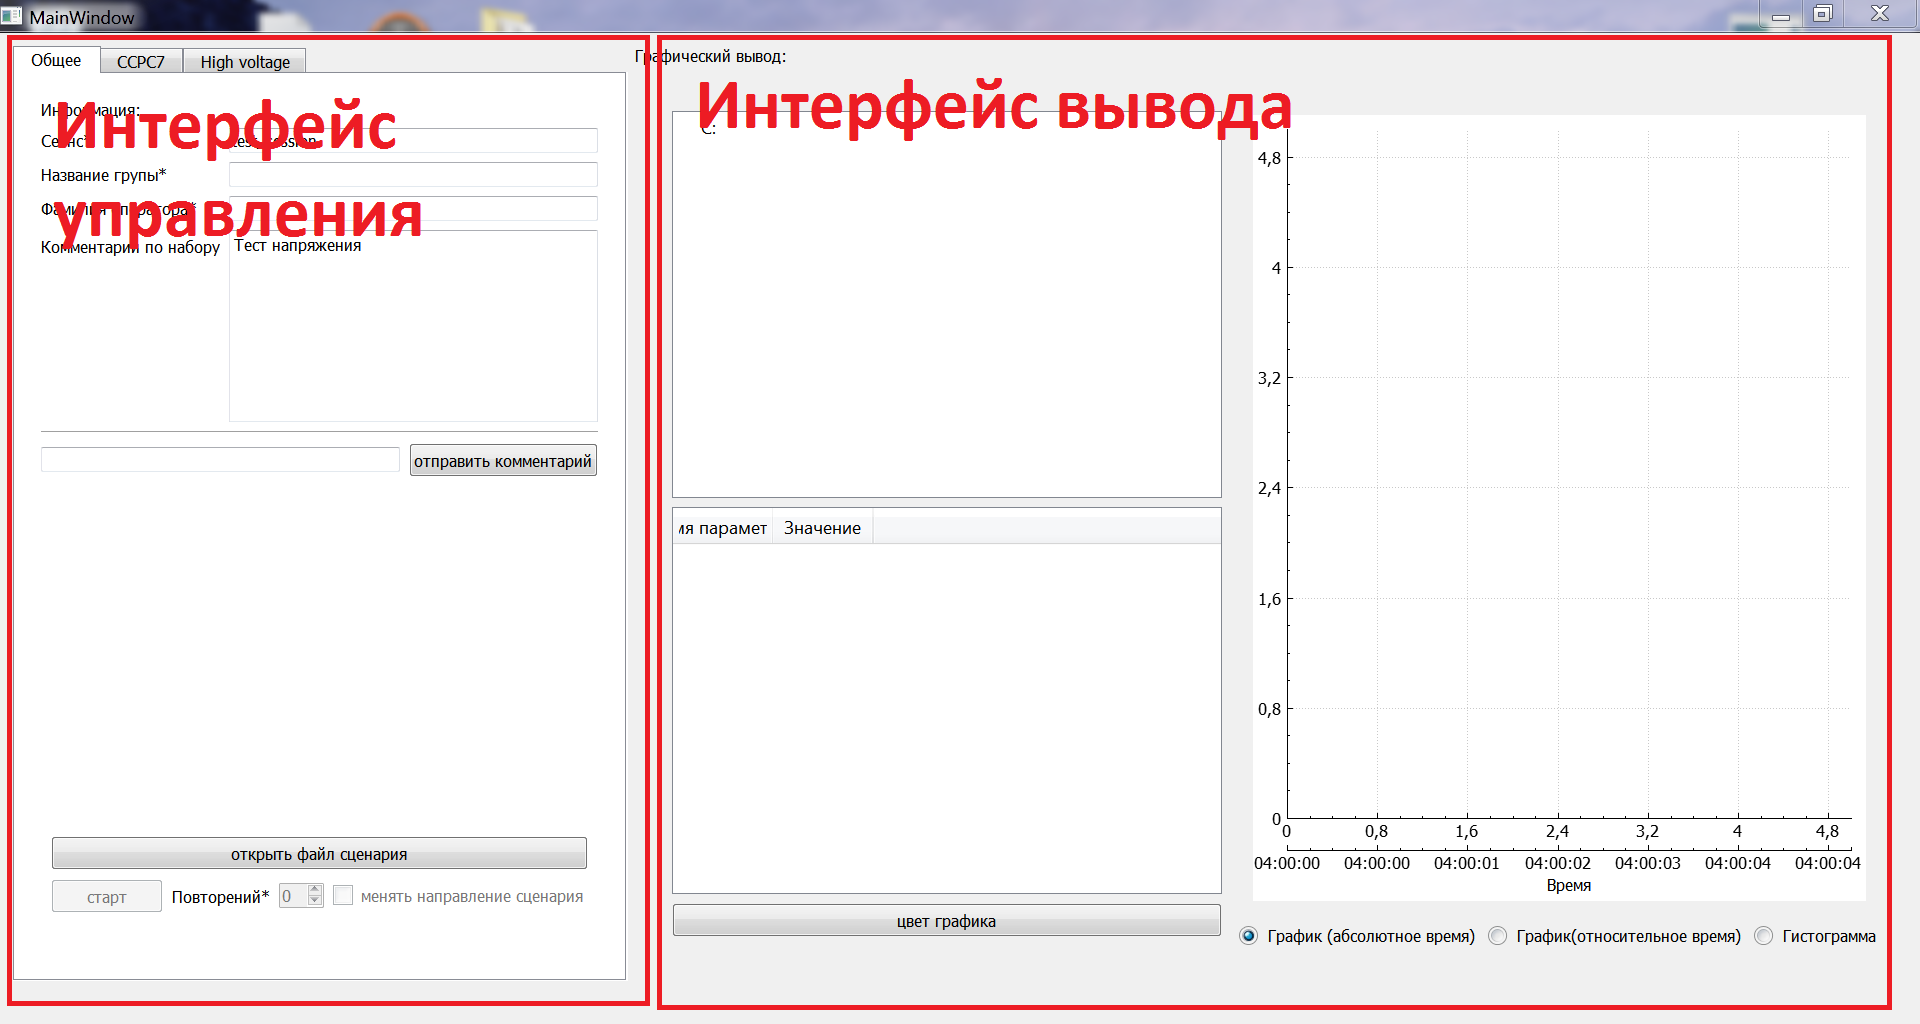 MainWindow
Общее
CCPC7
High voltage
Графический вывод:
Интерфейс вывода
Интерфейс
управления
Информация:
Сеанс*
test_session
Название групы*
Фамилия оператора*
Комментарий по набору
Тест напряжения
отправить комментарий
открыть файл сценария
старт
Повторений*
0
менять направление сценария
C:
мя парамет
Значение
цвет графика
4,8
4
3,2
2,4
1,6
0,8
0
0 0,8 1,6 2,4 3,2 4 4,8
04:00:00 04:00:00 04:00:01 04:00:02 04:00:03 04:00:04 04:00:04
Время
График (абсолютное время)
График(относительное время)
Гистограмма